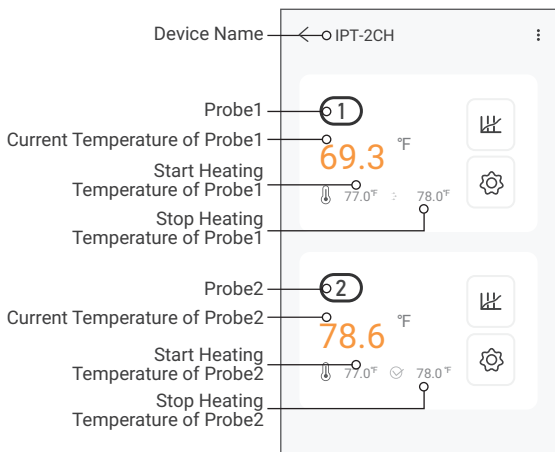 Device Name
IPT-2CH
Probe1
1
Current Temperature of Probe1
69.3 °F
Start Heating
Temperature of Probe1
77.0°F
78.0°F
Stop Heating
Temperature of Probe1
Probe2
2
Current Temperature of Probe2
78.6 °F
Start Heating
Temperature of Probe2
77.0°F
78.0°F
Stop Heating
Temperature of Probe2